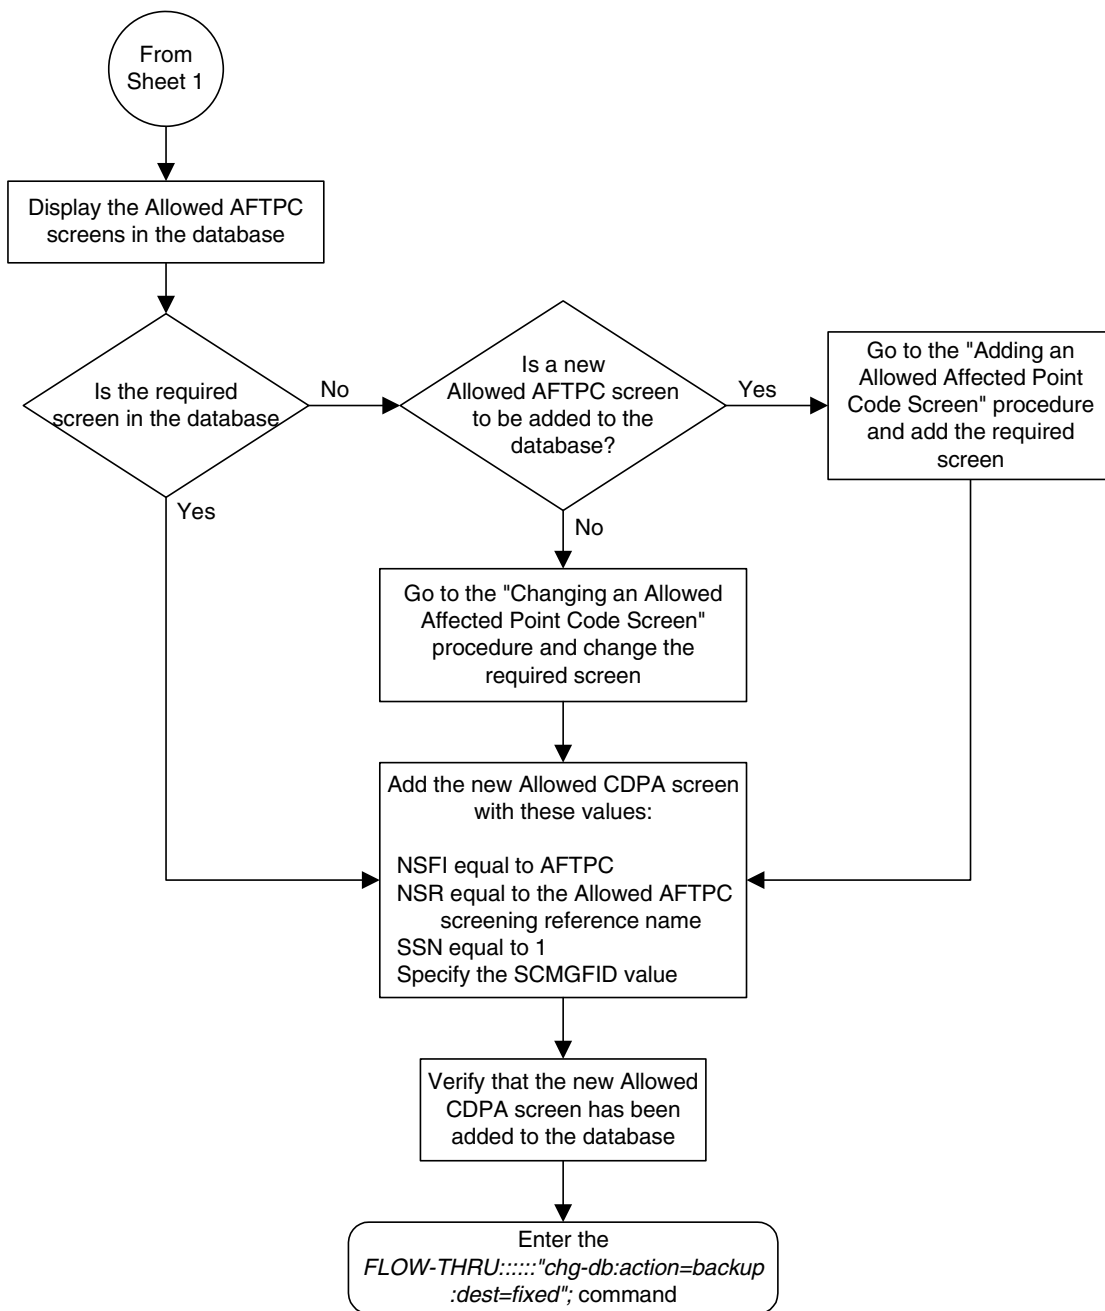 From
Sheet 1
Display the Allowed AFTPC
screens in the database
Is the required
screen in the database
No
Yes
Is a new
Allowed AFTPC screen
to be added to the
database?
Yes
No
Go to the "Adding an
Allowed Affected Point
Code Screen" procedure
and add the required
screen
Go to the "Changing an Allowed
Affected Point Code Screen"
procedure and change the
required screen
Add the new Allowed CDPA screen
with these values:
NSFI equal to AFTPC
NSR equal to the Allowed AFTPC
screening reference name
SSN equal to 1
Specify the SCMGFID value
Verify that the new Allowed
CDPA screen has been
added to the database
Enter the
FLOW-THRU::::::"chg-db:action=backup
:dest=fixed"; command